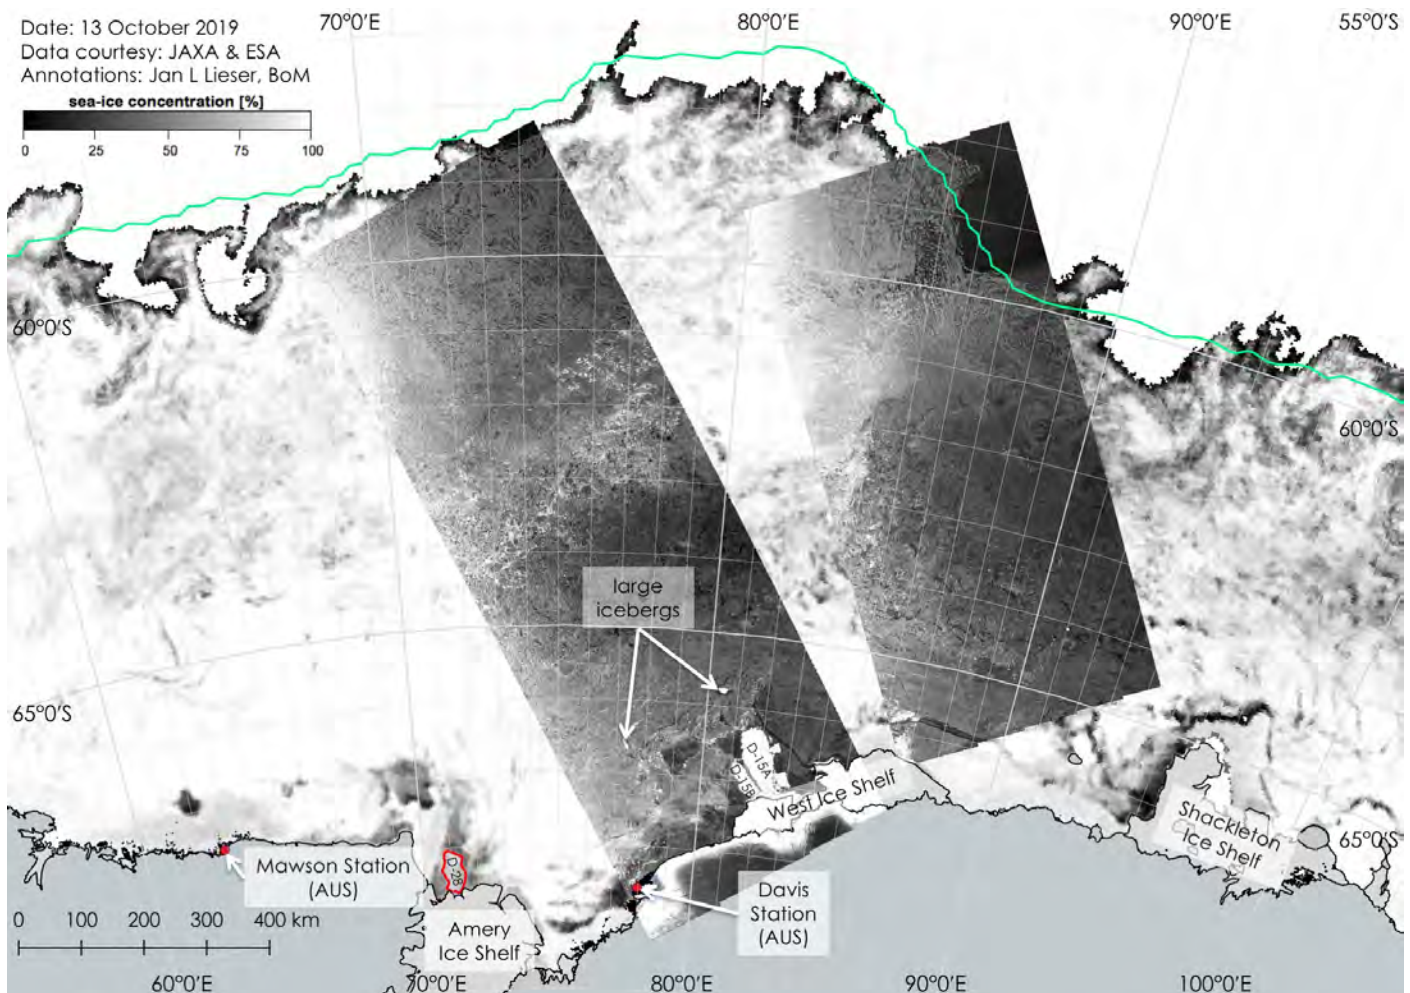 70°0'E
80°0'E
90°0'E
55°0'S
Date: 13 October 2019
Data courtesy: JAXA & ESA
Annotations: Jan L Lieser, BoM
sea-ice concentration [%]
0 25 50 75 100
60°0'S
60°0'S
large
icebergs
65°0'S
D-15A
D-15B
West Ice Shelf
Shackleton
Ice Shelf
65°0'S
Mawson Station
(AUS)
D-28
Davis
Station
(AUS)
Amery
Ice Shelf
0 100 200 300 400 km
60°0'E
70°0'E
80°0'E
90°0'E
100°0'E